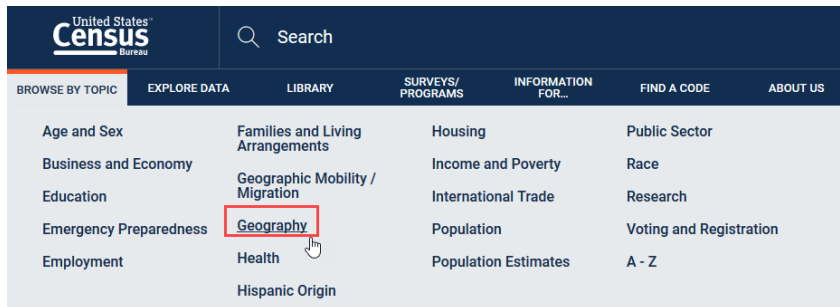 United States™
Census
Bureau
Search
BROWSE BY TOPIC
EXPLORE DATA
LIBRARY
SURVEYS/
PROGRAMS
INFORMATION
FOR...
FIND A CODE
ABOUT US
Age and Sex
Business and Economy
Education
Emergency Preparedness
Employment
Families and Living
Arrangements
Geographic Mobility /
Migration
Geography
Health
Hispanic Origin
Housing
Income and Poverty
International Trade
Population
Population Estimates
Public Sector
Race
Research
Voting and Registration
A - Z